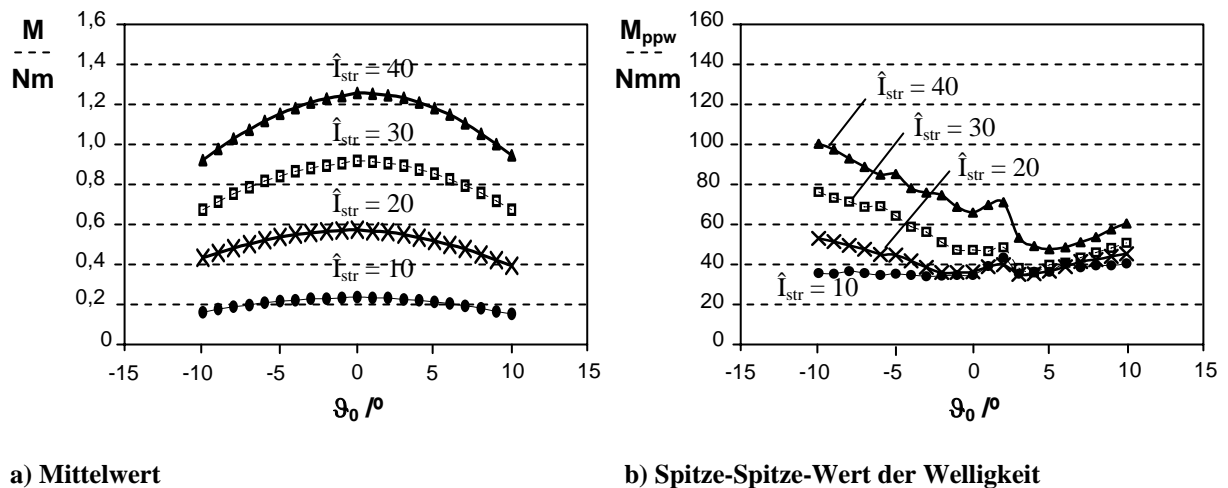 M
Nm
1,6
1,4
1,2
1,0
0,8
0,6
0,4
0,2
0
-15
-10
-5
0
5
10
15
ϑ₀ /º
Î_str = 40
Î_str = 30
Î_str = 20
Î_str = 10
a) Mittelwert
M_ppw
Nmm
160
140
120
100
80
60
40
20
0
-15
-10
-5
0
5
10
15
ϑ₀ /º
Î_str = 40
Î_str = 30
Î_str = 20
Î_str = 10
b) Spitze-Spitze-Wert der Welligkeit